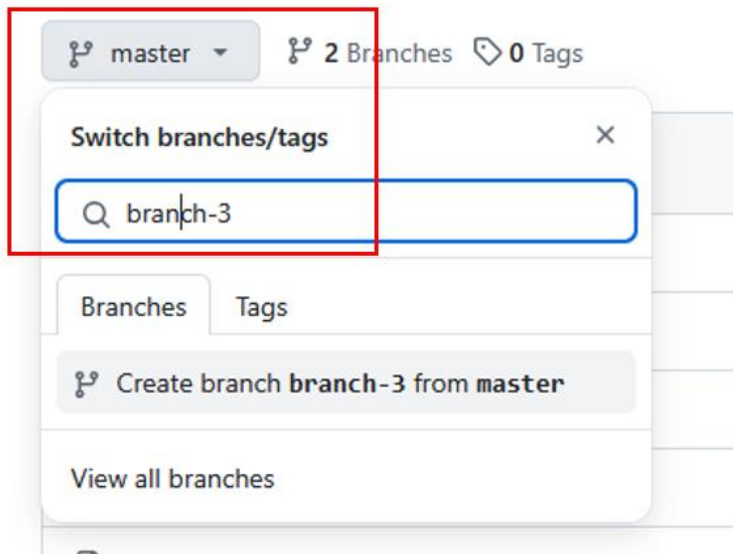 master 2 Branches 0 Tags
Switch branches/tags
branch-3
Branches Tags
Create branch branch-3 from master
View all branches